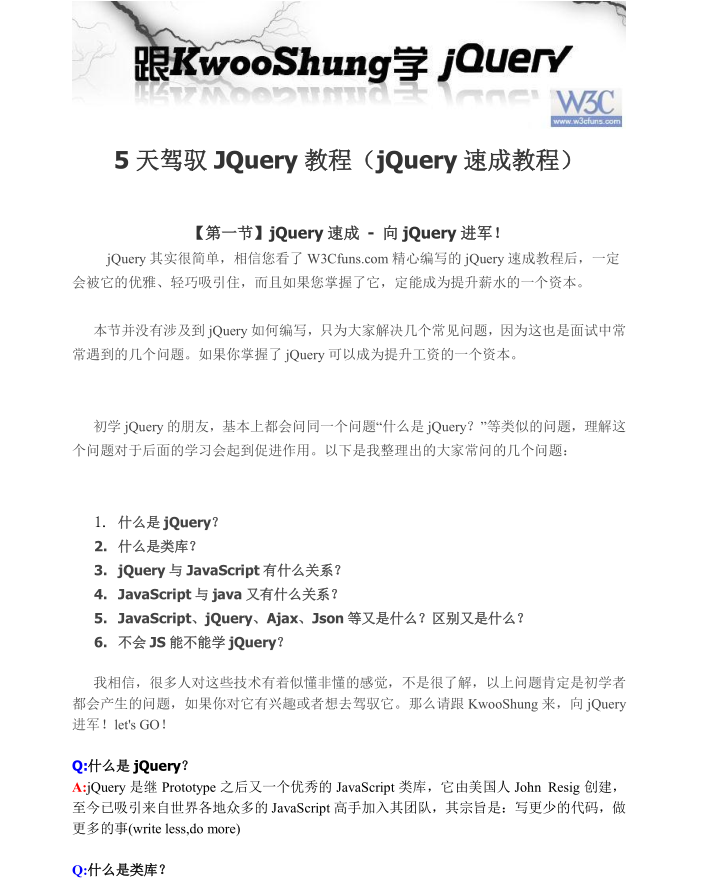 跟KwooShung学 jQuery
W3C
www.w3cfuns.com
5 天驾驭 JQuery 教程（jQuery 速成教程）
【第一节】jQuery 速成 - 向 jQuery 进军！
jQuery 其实很简单，相信您看了 W3Cfuns.com 精心编写的 jQuery 速成教程后，一定
会被它的优雅、轻巧吸引住，而且如果您掌握了它，定能成为提升薪水的一个资本。
本节并没有涉及到 jQuery 如何编写，只为大家解决几个常见问题，因为这也是面试中常
常遇到的几个问题。如果你掌握了 jQuery 可以成为提升工资的一个资本。
初学 jQuery 的朋友，基本上都会问同一个问题“什么是 jQuery？”等类似的问题，理解这
个问题对于后面的学习会起到促进作用。以下是我整理出的大家常问的几个问题：
1. 什么是 jQuery？
2. 什么是类库？
3. jQuery 与 JavaScript 有什么关系？
4. JavaScript 与 java 又有什么关系？
5. JavaScript、jQuery、Ajax、Json 等又是什么？区别又是什么？
6. 不会 JS 能不能学 jQuery？
我相信，很多人对这些技术有着似懂非懂的感觉，不是很了解，以上问题肯定是初学者
都会产生的问题，如果你对它有兴趣或者想去驾驭它。那么请跟 KwooShung 来，向 jQuery
进军！let's GO！
Q:什么是 jQuery？
A:jQuery 是继 Prototype 之后又一个优秀的 JavaScript 类库，它由美国人 John Resig 创建，
至今已吸引来自世界各地众多的 JavaScript 高手加入其团队，其宗旨是：写更少的代码，做
更多的事(write less,do more)
Q:什么是类库？